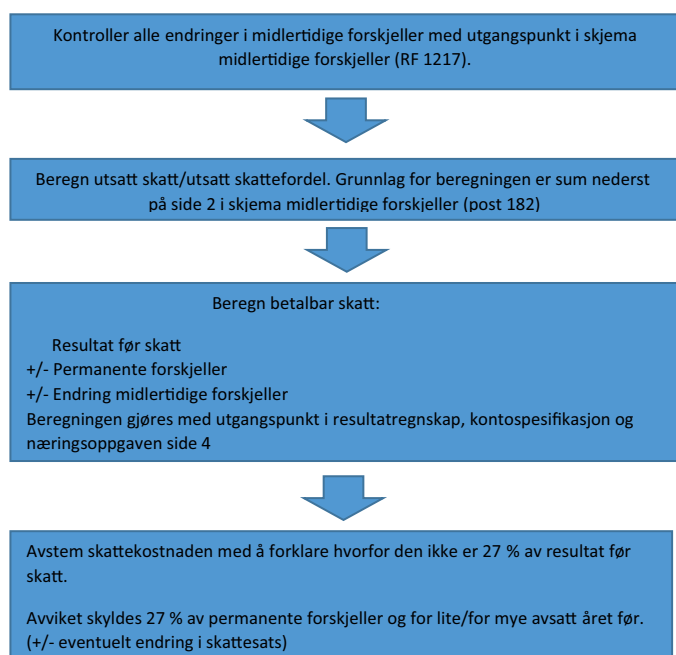 Kontroller alle endringer i midlertidige forskjeller med utgangspunkt i skjema
midlertidige forskjeller (RF 1217).
Beregn utsatt skatt/utsatt skattefordel. Grunnlag for beregningen er sum nederst
på side 2 i skjema midlertidige forskjeller (post 182)
Beregn betalbar skatt:
Resultat før skatt
+/- Permanente forskjeller
+/- Endring midlertidige forskjeller
Beregningen gjøres med utgangspunkt i resultatregnskap, kontospesifikasjon og
næringsoppgaven side 4
Avstem skattekostnaden med å forklare hvorfor den ikke er 27 % av resultat før
skatt.
Avviket skyldes 27 % av permanente forskjeller og for lite/for mye avsatt året før.
(+/- eventuelt endring i skattesats)